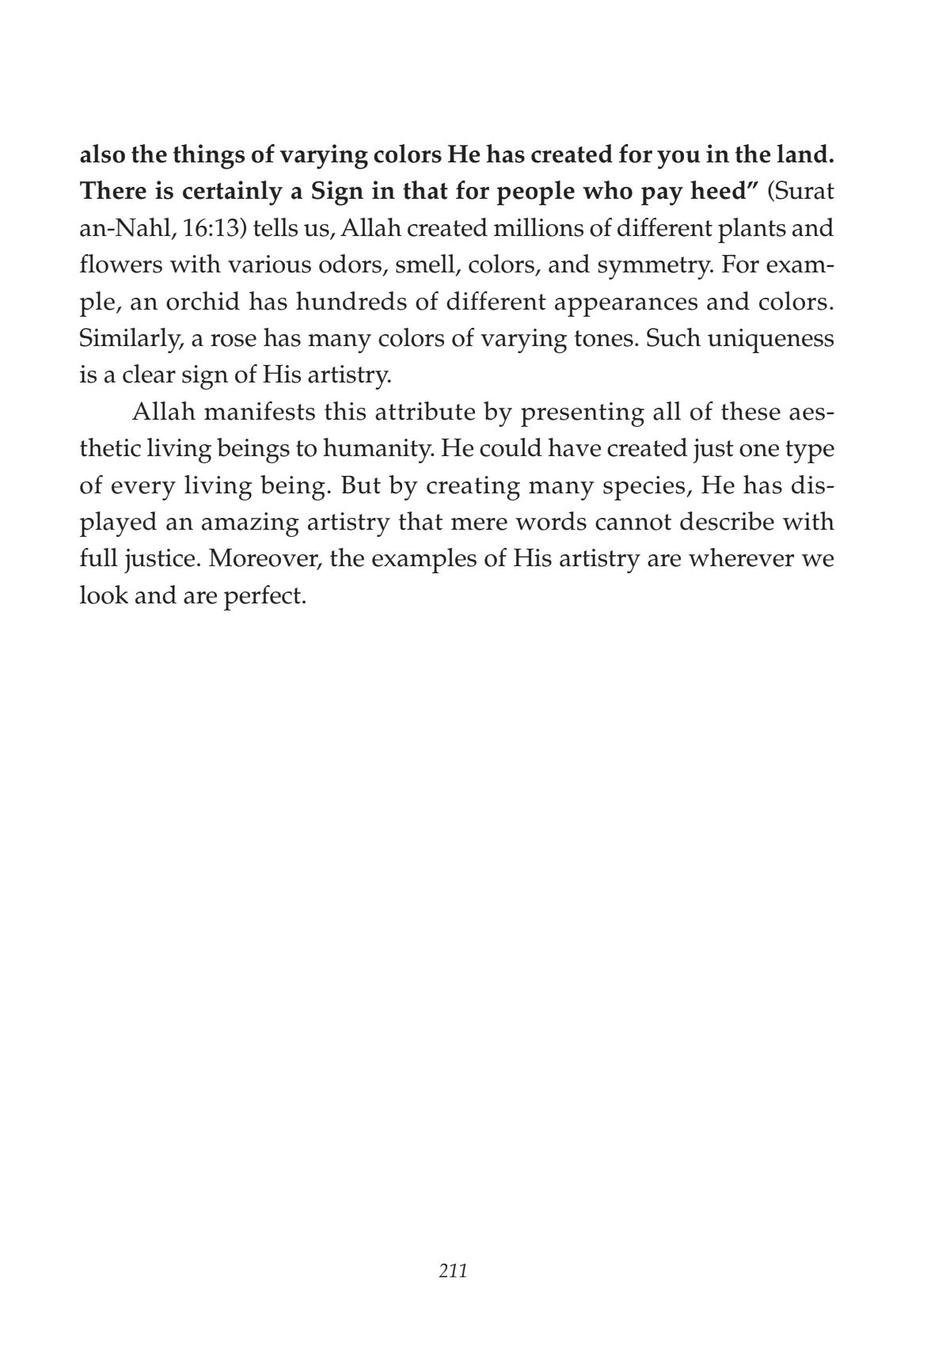 also the things of varying colors He has created for you in the land.
There is certainly a Sign in that for people who pay heed” (Surat
an-Nahl, 16:13) tells us, Allah created millions of different plants and
flowers with various odors, smell, colors, and symmetry. For exam-
ple, an orchid has hundreds of different appearances and colors.
Similarly, a rose has many colors of varying tones. Such uniqueness
is a clear sign of His artistry.
Allah manifests this attribute by presenting all of these aes-
thetic living beings to humanity. He could have created just one type
of every living being. But by creating many species, He has dis-
played an amazing artistry that mere words cannot describe with
full justice. Moreover, the examples of His artistry are wherever we
look and are perfect.
211